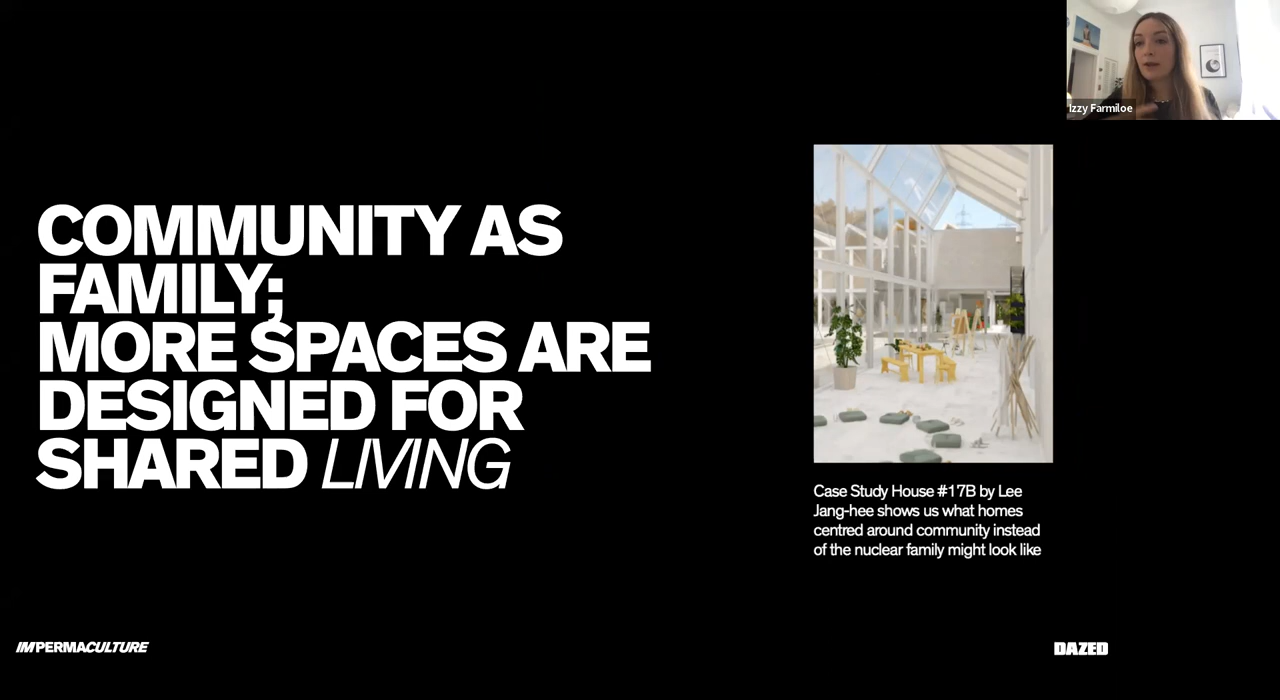 Izzy Farmiloe
COMMUNITY AS
FAMILY;
MORE SPACES ARE
DESIGNED FOR
SHARED LIVING
Case Study House #17B by Lee
Jang-hee shows us what homes
centred around community instead
of the nuclear family might look like
IMPERMACULTURE
DAZED